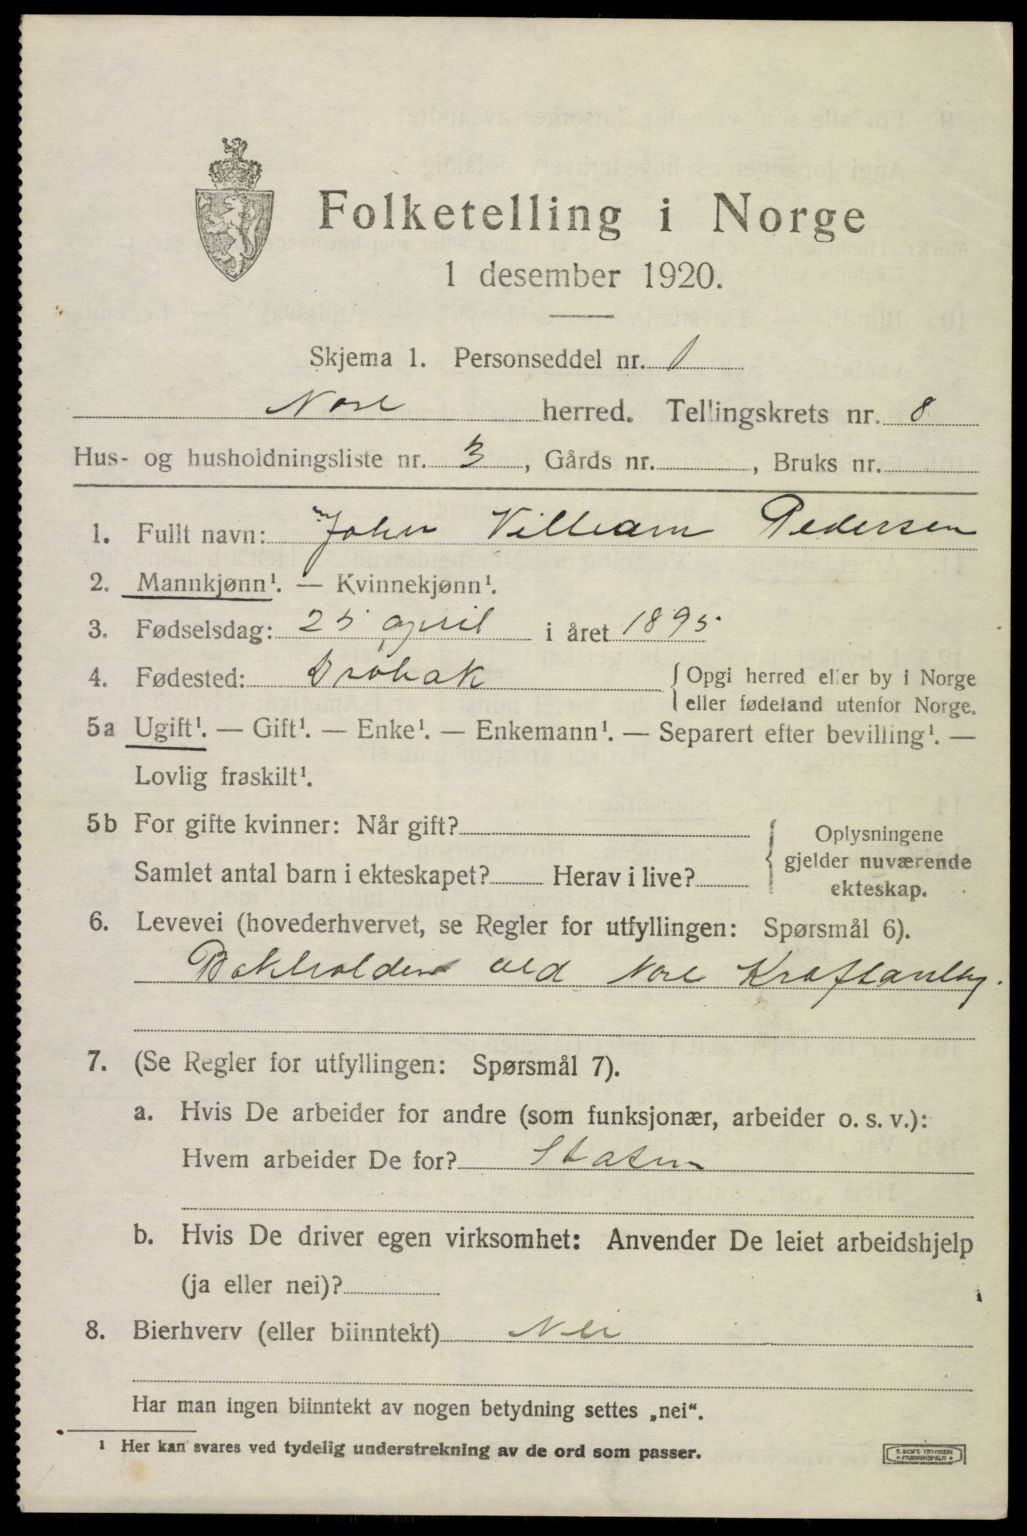 Folketelling i Norge
1 desember 1920.
Skjema 1. Personseddel nr. 1
Nore herred. Tellingskrets nr. 8
Hus- og husholdningsliste nr. 3, Gårds nr. , Bruks nr.
1. Fullt navn: John Villiam Pedersen
2. Mannkjønn¹. — Kvinnekjønn¹.
3. Fødselsdag: 25 april i året 1895
4. Fødested: Drøbak { Opgi herred eller by i Norge
eller fødeland utenfor Norge.
5a Ugift¹. — Gift¹. — Enke¹. — Enkemann¹. — Separert efter bevilling¹. —
Lovlig fraskilt¹.
5b For gifte kvinner: Når gift?
Samlet antal barn i ekteskapet? Herav i live?
{ Oplysningene
gjelder nuværende
ekteskap.
6. Levevei (hovederhvervet, se Regler for utfyllingen: Spørsmål 6).
Bokholder ved Nore Kraftanleg.
7. (Se Regler for utfyllingen: Spørsmål 7).
a. Hvis De arbeider for andre (som funksjonær, arbeider o. s. v.):
Hvem arbeider De for? Staten
b. Hvis De driver egen virksomhet: Anvender De leiet arbeidshjelp
(ja eller nei)?
8. Bierhverv (eller biinntekt) Nei
Har man ingen biinntekt av nogen betydning settes „nei“.
¹ Her kan svares ved tydelig understrekning av de ord som passer.